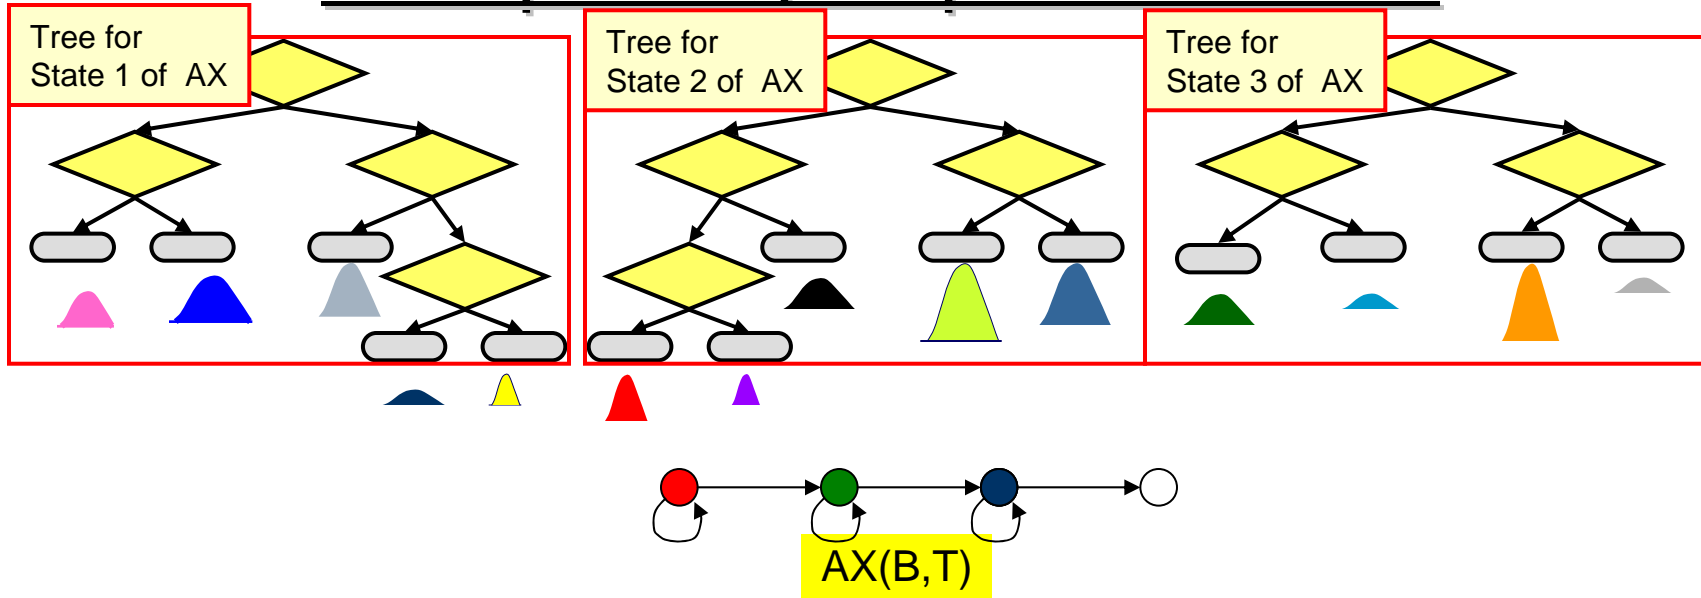 Tree for
State 1 of AX
Tree for
State 2 of AX
Tree for
State 3 of AX
AX(B,T)